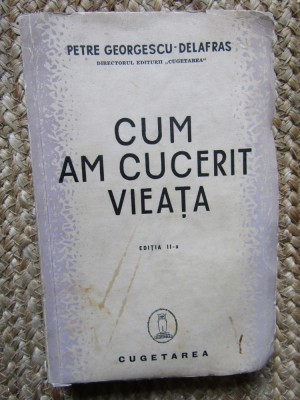 PETRE GEORGESCU-DELAFRAS
DIRECTORUL EDITURII „CUGETAREA"
CUM
AM CUCERIT
VIEAȚA
EDIȚIA II-a
CUGETAREA